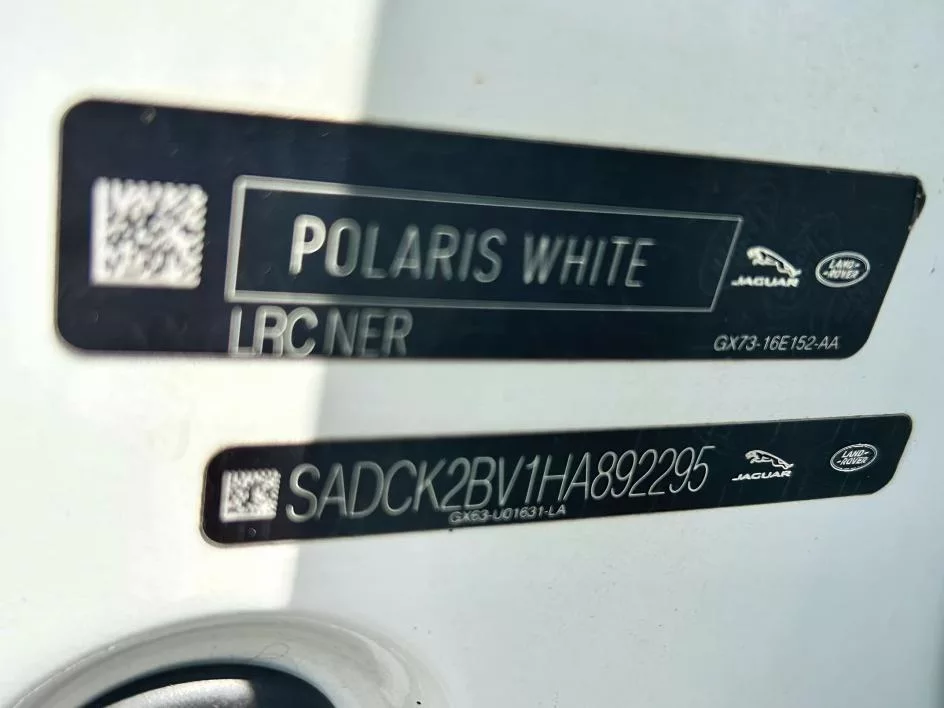 POLARIS WHITE
JAGUAR
LAND-
-ROVER
LRC NER
GX73-16E152-AA
SADCK2BV1HA892295
GX63-U01631-LA
JAGUAR
LAND-
-ROVER